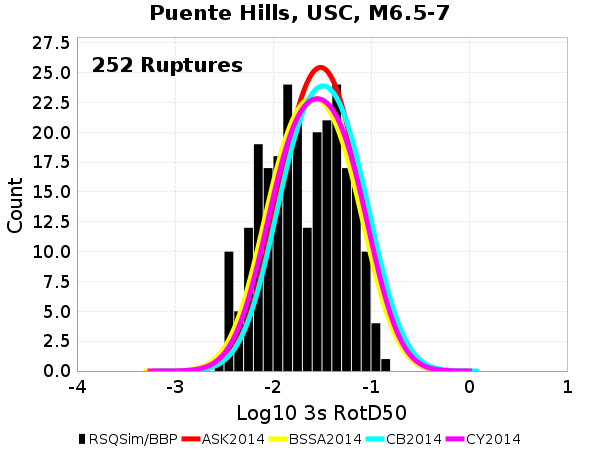 Puente Hills, USC, M6.5-7
252 Ruptures
27.5
25.0
22.5
20.0
17.5
15.0
12.5
10.0
7.5
5.0
2.5
0.0
Count
-4 -3 -2 -1 0 1
Log10 3s RotD50
RSQSim/BBP ASK2014 BSSA2014 CB2014 CY2014